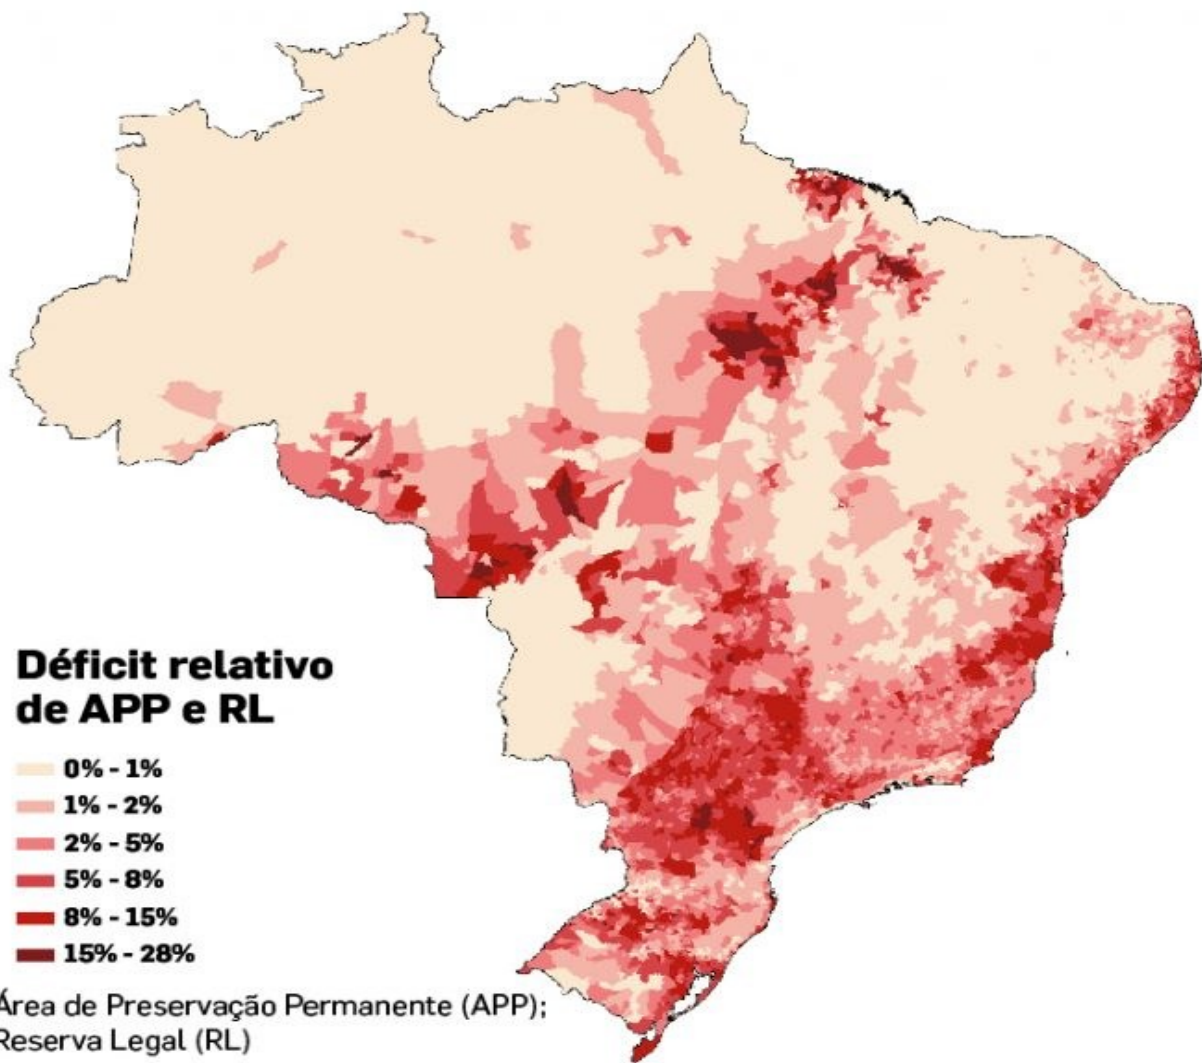 Déficit relativo
de APP e RL
0% - 1%
1% - 2%
2% - 5%
5% - 8%
8% - 15%
15% - 28%
Área de Preservação Permanente (APP);
Reserva Legal (RL)